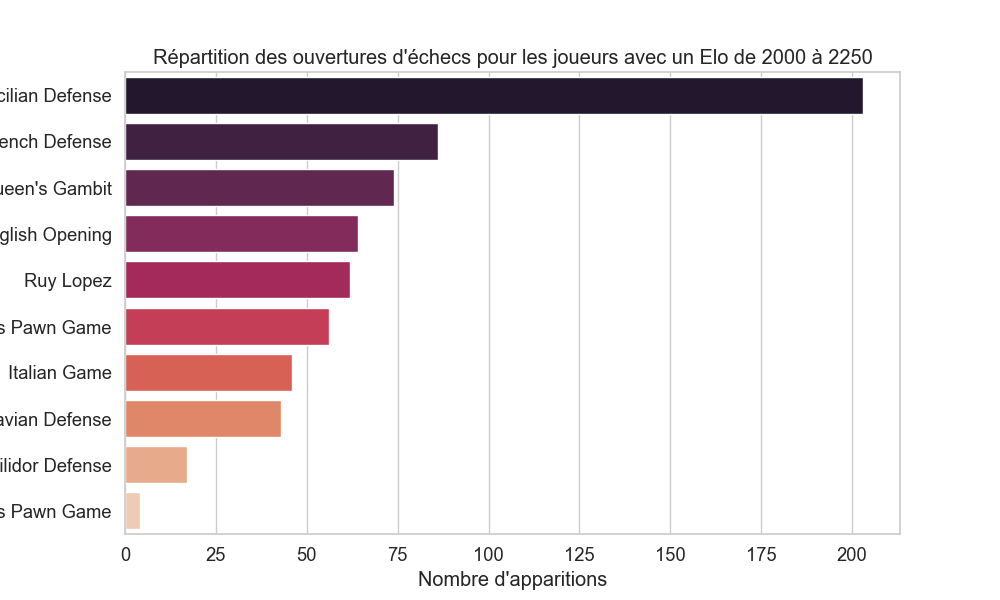 Répartition des ouvertures d'échecs pour les joueurs avec un Elo de 2000 à 2250
cilian Defense
ench Defense
ueen's Gambit
glish Opening
Ruy Lopez
s Pawn Game
Italian Game
avian Defense
ilidor Defense
s Pawn Game
0 25 50 75 100 125 150 175 200
Nombre d'apparitions